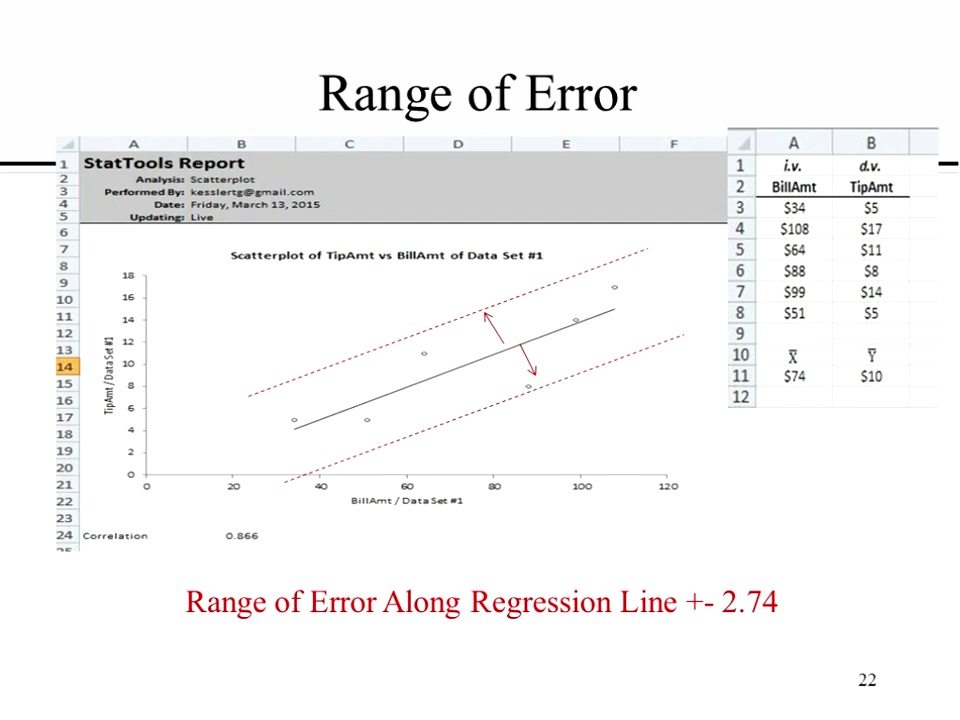 Range of Error
A B C D E F
1 StatTools Report
2 Analysis: Scatterplot
3 Performed By: kesslertg@gmail.com
4 Date: Friday, March 13, 2015
5 Updating: Live
6
7
8
9
10
11
12
13
14
15
16
17
18
19
20
21
22
23
24 Correlation 0.866
Scatterplot of TipAmt vs BillAmt of Data Set #1
18
16
14
12
10
8
6
4
2
0
TipAmt / Data Set #1
0 20 40 60 80 100 120
BillAmt / Data Set #1
A B
1 i.v. d.v.
2 BillAmt TipAmt
3 $34 $5
4 $108 $17
5 $64 $11
6 $88 $8
7 $99 $14
8 $51 $5
9
10 X̅ Y̅
11 $74 $10
12
Range of Error Along Regression Line +- 2.74
22